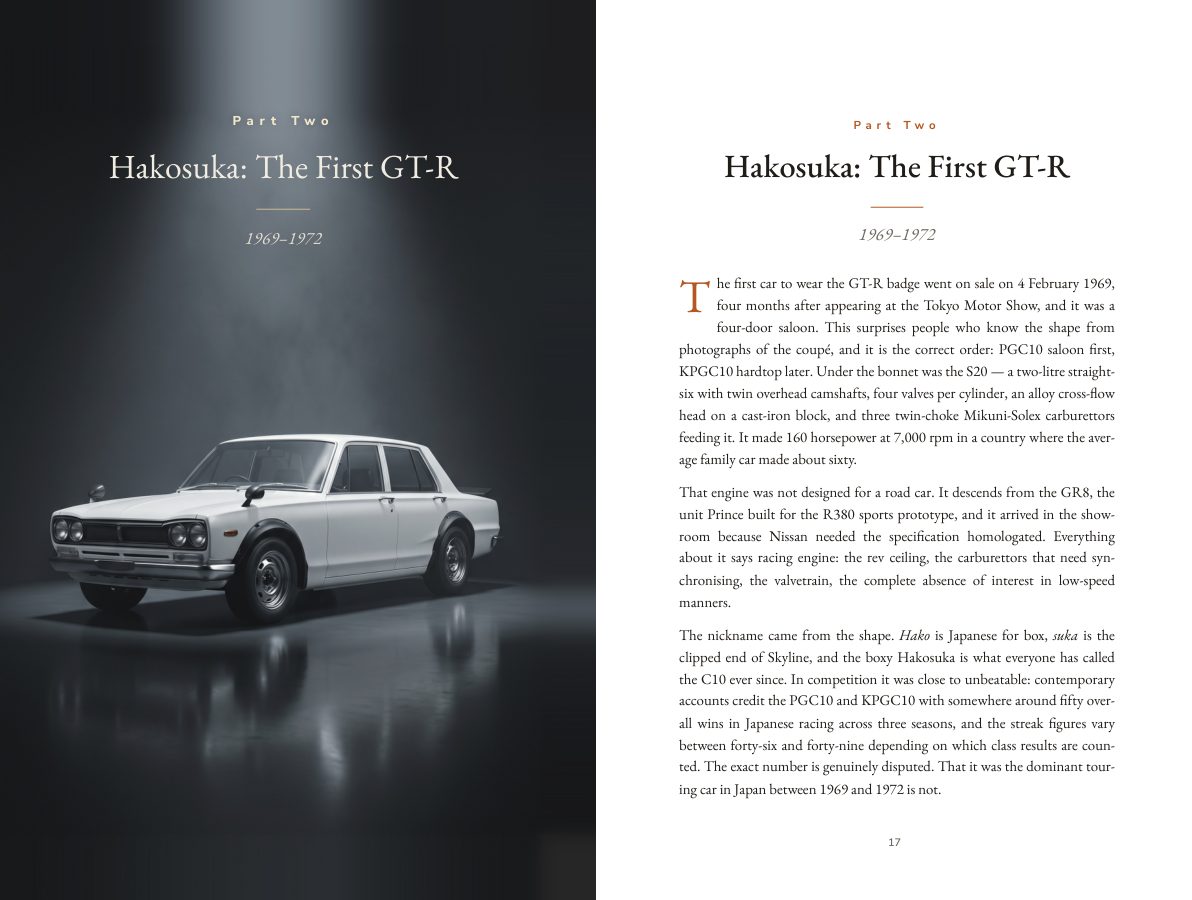 Part Two
Hakosuka: The First GT-R
1969–1972
Part Two
Hakosuka: The First GT-R
1969–1972
The first car to wear the GT-R badge went on sale on 4 February 1969,
four months after appearing at the Tokyo Motor Show, and it was a
four-door saloon. This surprises people who know the shape from
photographs of the coupé, and it is the correct order: PGC10 saloon first,
KPGC10 hardtop later. Under the bonnet was the S20 — a two-litre straight-
six with twin overhead camshafts, four valves per cylinder, an alloy cross-flow
head on a cast-iron block, and three twin-choke Mikuni-Solex carburettors
feeding it. It made 160 horsepower at 7,000 rpm in a country where the aver-
age family car made about sixty.
That engine was not designed for a road car. It descends from the GR8, the
unit Prince built for the R380 sports prototype, and it arrived in the show-
room because Nissan needed the specification homologated. Everything
about it says racing engine: the rev ceiling, the carburettors that need syn-
chronising, the valvetrain, the complete absence of interest in low-speed
manners.
The nickname came from the shape. Hako is Japanese for box, suka is the
clipped end of Skyline, and the boxy Hakosuka is what everyone has called
the C10 ever since. In competition it was close to unbeatable: contemporary
accounts credit the PGC10 and KPGC10 with somewhere around fifty over-
all wins in Japanese racing across three seasons, and the streak figures vary
between forty-six and forty-nine depending on which class results are coun-
ted. The exact number is genuinely disputed. That it was the dominant tour-
ing car in Japan between 1969 and 1972 is not.
17